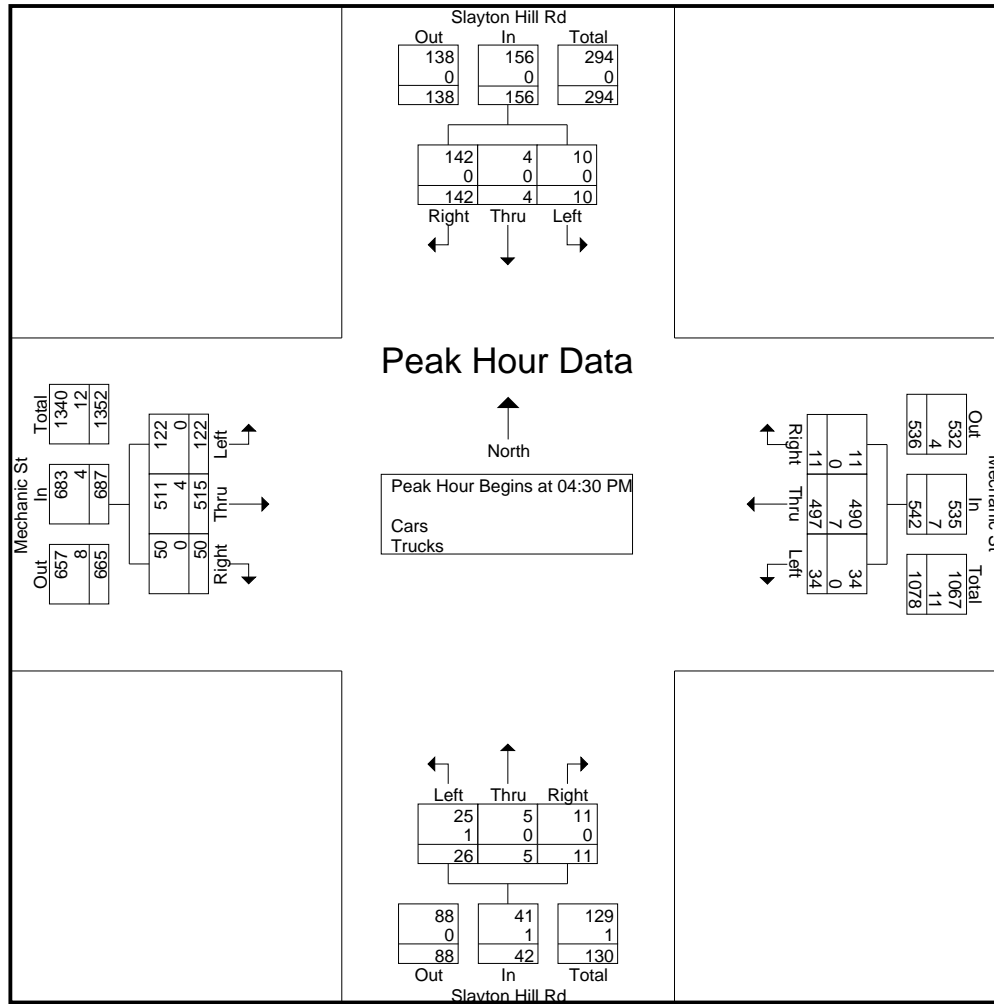 Slayton Hill Rd
Out In Total
138 156 294
0 0 0
138 156 294
142 4 10
0 0 0
142 4 10
Right Thru Left
Peak Hour Data
North
Peak Hour Begins at 04:30 PM
Cars
Trucks
Mechanic St
Total
1340
12
1352
In
683
4
687
Out
657
8
665
122
0
122
Left
511
4
515
Thru
50
0
50
Right
Mechanic St
Out
532
4
536
In
535
7
542
Total
1067
11
1078
Right
11
0
11
Thru
490
7
497
Left
34
0
34
Left Thru Right
25 5 11
1 0 0
26 5 11
88 41 129
0 1 1
88 42 130
Out In Total
Slayton Hill Rd